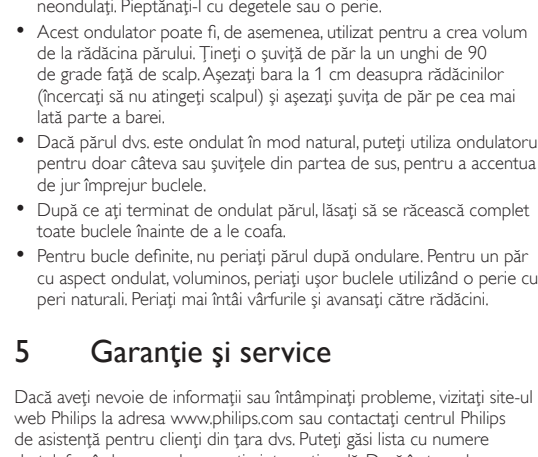 neondulați. Pieptănați-l cu degetele sau o perie.
• Acest ondulator poate fi, de asemenea, utilizat pentru a crea volum
de la rădăcina părului. Țineți o șuviță de păr la un unghi de 90
de grade față de scalp. Așezați bara la 1 cm deasupra rădăcinilor
(încercați să nu atingeți scalpul) și așezați șuvița de păr pe cea mai
lată parte a barei.
• Dacă părul dvs. este ondulat în mod natural, puteți utiliza ondulatoru
pentru doar câteva sau șuvițele din partea de sus, pentru a accentua
de jur împrejur buclele.
• După ce ați terminat de ondulat părul, lăsați să se răcească complet
toate buclele înainte de a le coafa.
• Pentru bucle definite, nu periați părul după ondulare. Pentru un păr
cu aspect ondulat, voluminos, periați ușor buclele utilizând o perie cu
peri naturali. Periați mai întâi vârfurile și avansați către rădăcini.
5 Garanție și service
Dacă aveți nevoie de informații sau întâmpinați probleme, vizitați site-ul
web Philips la adresa www.philips.com sau contactați centrul Philips
de asistență pentru clienți din țara dvs. Puteți găsi lista cu numere